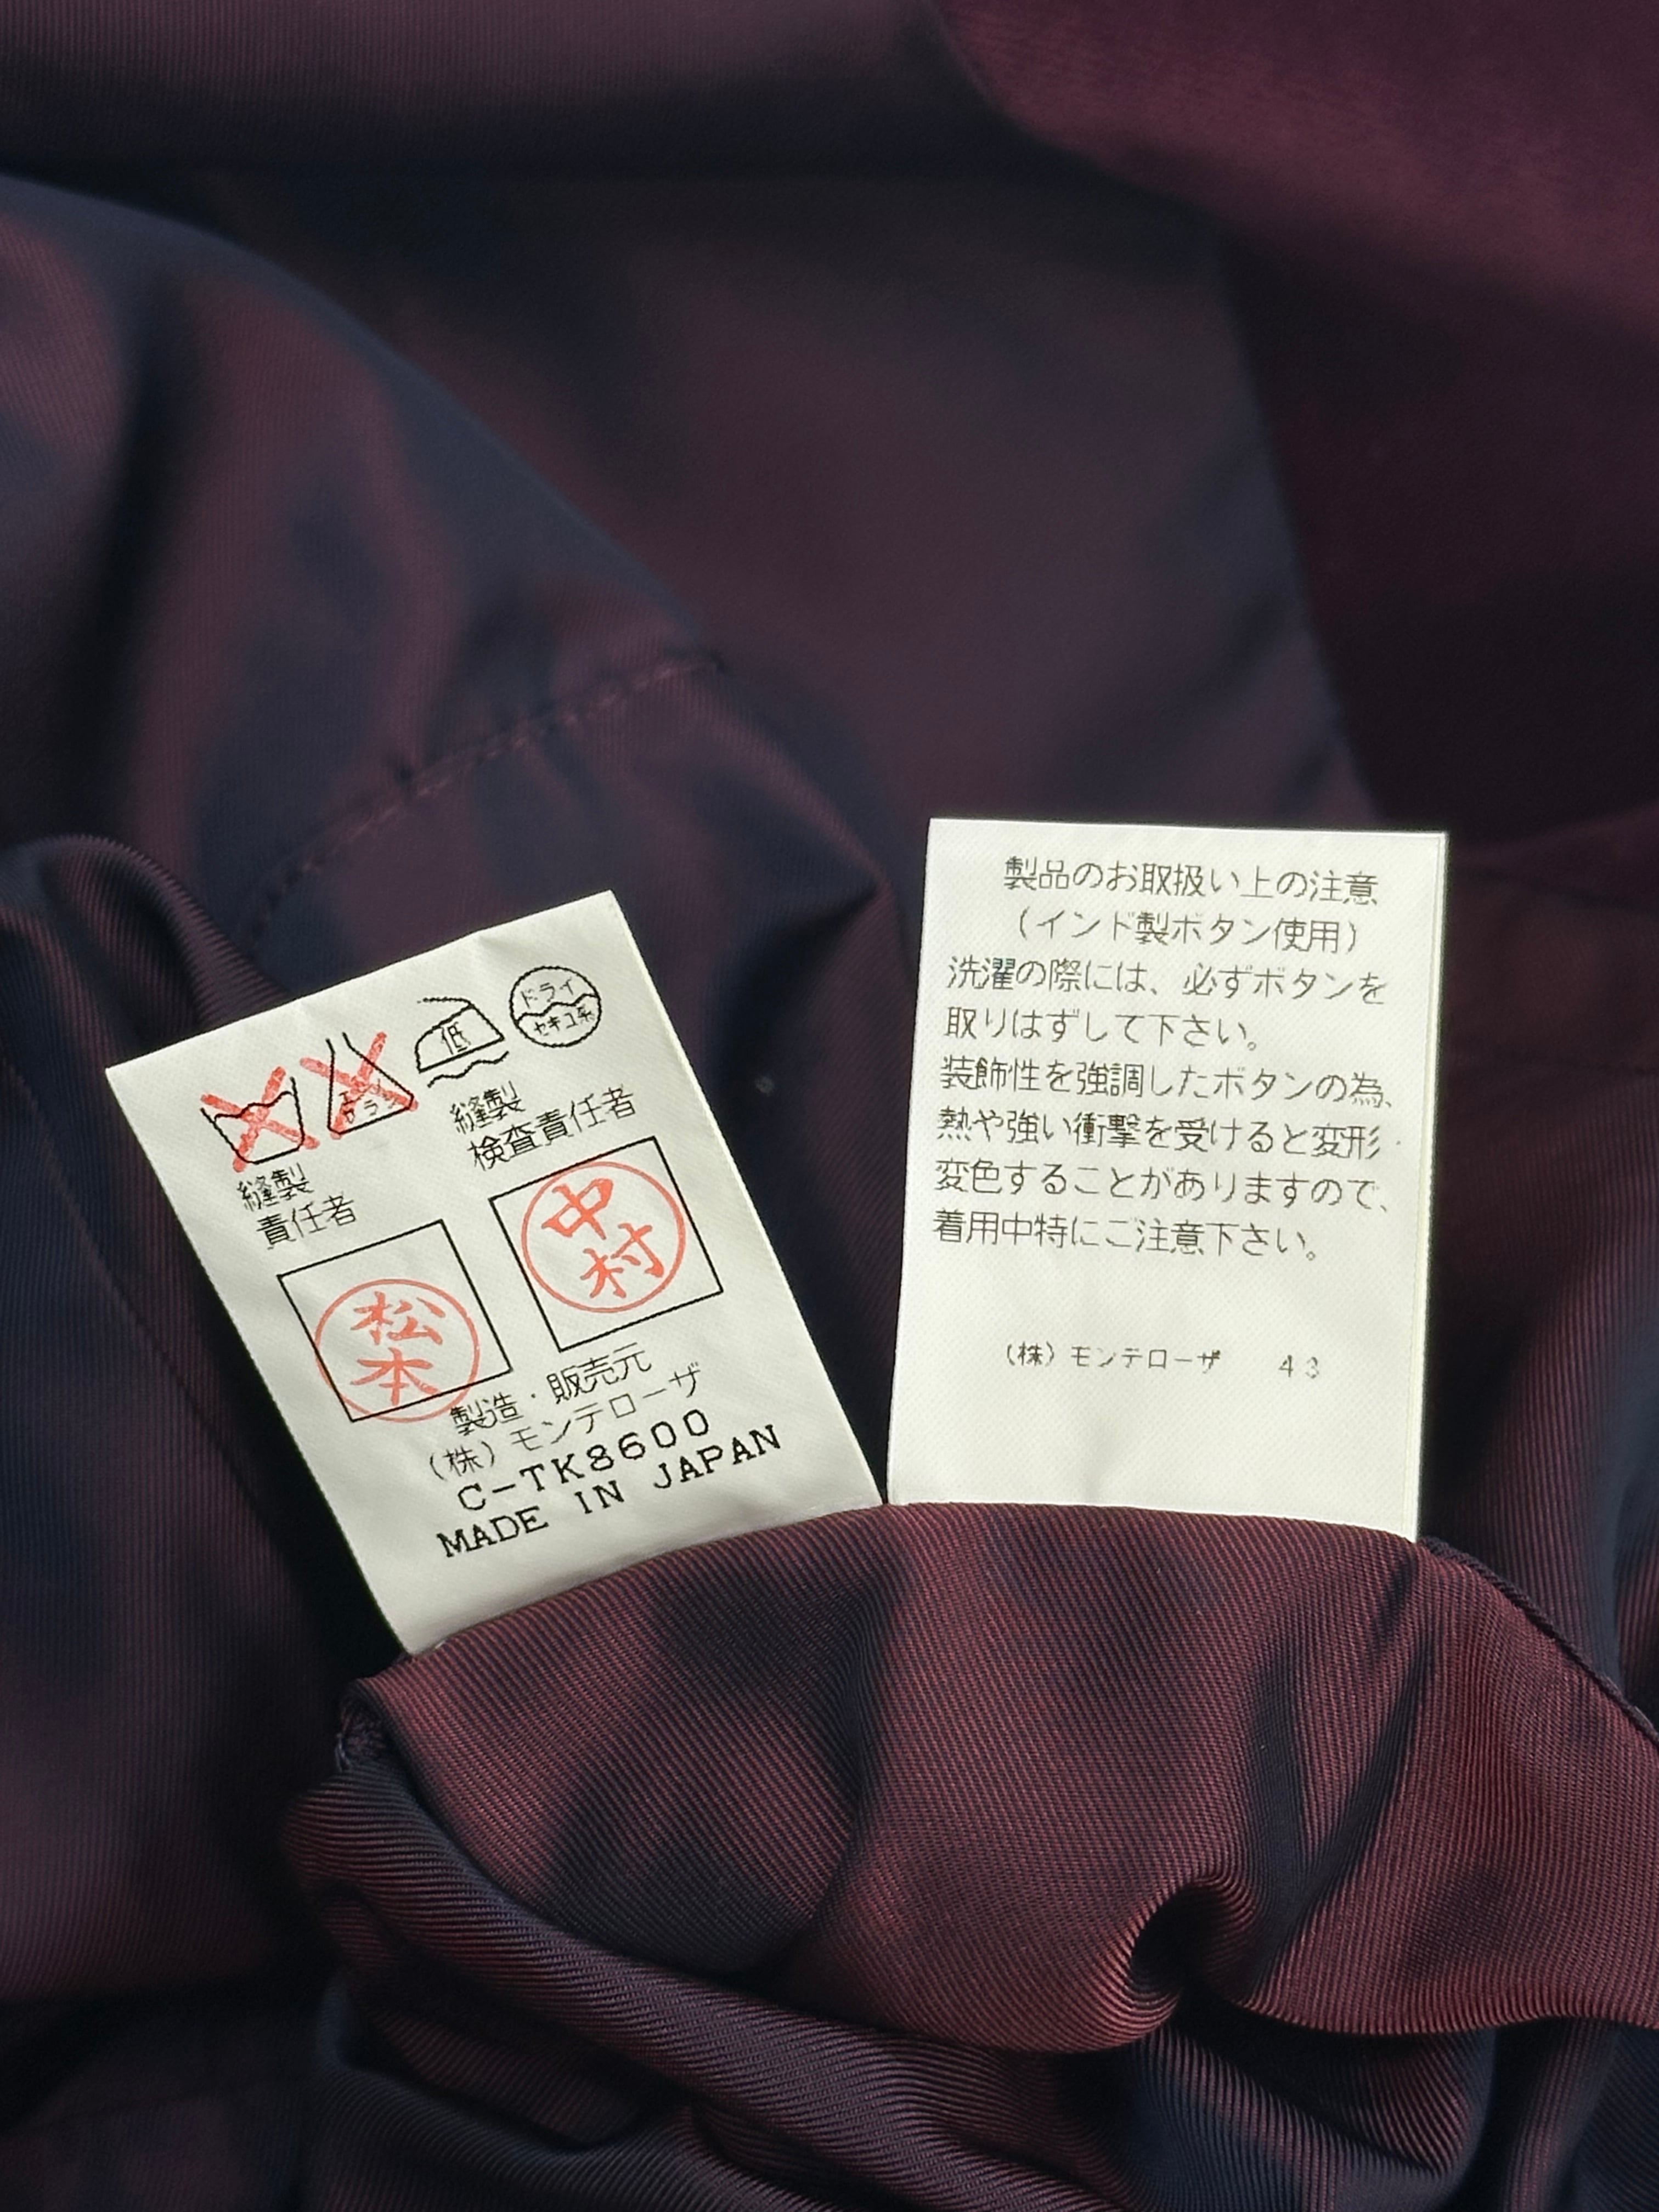 ドライ
セキユ系
低
エンソ
サラシ
縫製
検査責任者
縫製
責任者
中村
松本
製造・販売元
（株）モンテローザ
C-TK8600
MADE IN JAPAN
製品のお取扱い上の注意
（インド製ボタン使用）
洗濯の際には、必ずボタンを
取りはずして下さい。
装飾性を強調したボタンの為、
熱や強い衝撃を受けると変形・
変色することがありますので、
着用中特にご注意下さい。
（株）モンテローザ 43